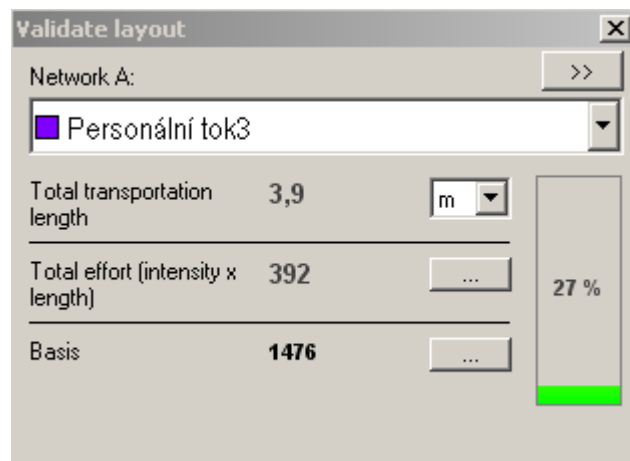 Validate layout
Network A:
>>
Personální tok3
Total transportation length
3,9
m
Total effort (intensity x length)
392
...
27 %
Basis
1476
...